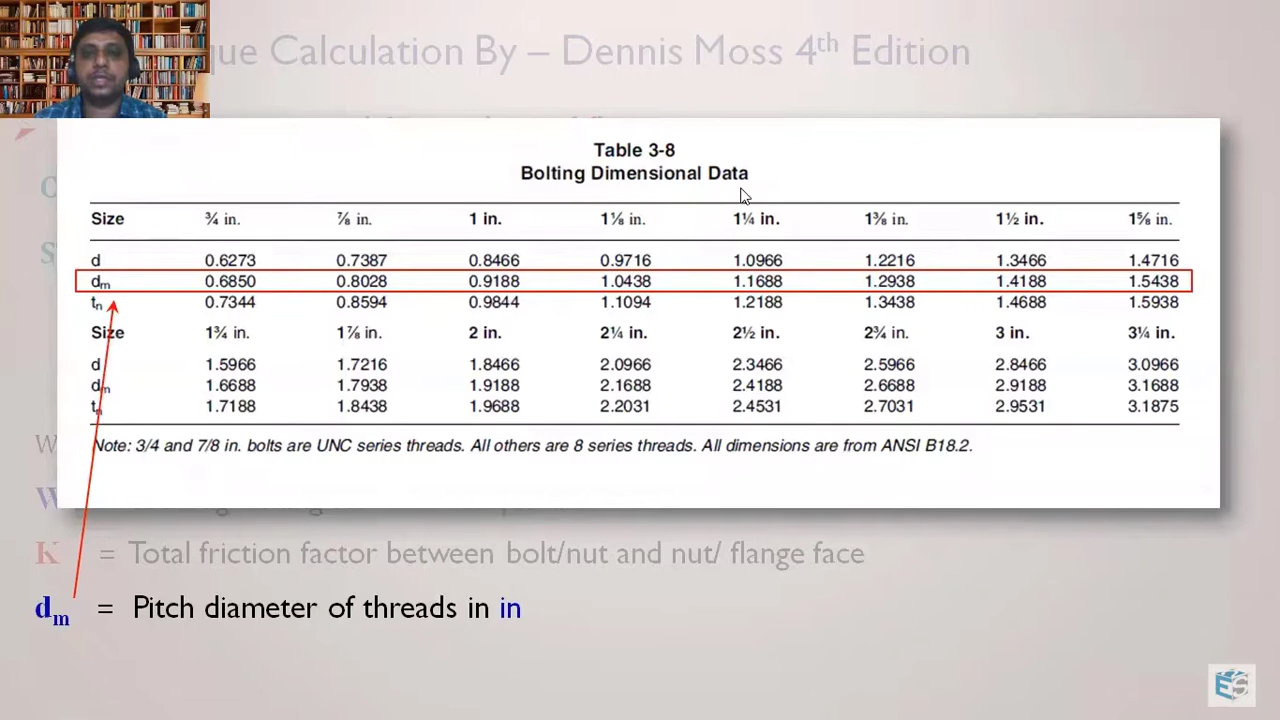 que Calculation By – Dennis Moss 4th Edition
Table 3-8
Bolting Dimensional Data
Size ¾ in. ⅞ in. 1 in. 1⅛ in. 1¼ in. 1⅜ in. 1½ in. 1⅝ in.
d 0.6273 0.7387 0.8466 0.9716 1.0966 1.2216 1.3466 1.4716
dm 0.6850 0.8028 0.9188 1.0438 1.1688 1.2938 1.4188 1.5438
tn 0.7344 0.8594 0.9844 1.1094 1.2188 1.3438 1.4688 1.5938
Size 1¾ in. 1⅞ in. 2 in. 2¼ in. 2½ in. 2¾ in. 3 in. 3¼ in.
d 1.5966 1.7216 1.8466 2.0966 2.3466 2.5966 2.8466 3.0966
dm 1.6688 1.7938 1.9188 2.1688 2.4188 2.6688 2.9188 3.1688
tn 1.7188 1.8438 1.9688 2.2031 2.4531 2.7031 2.9531 3.1875
Note: 3/4 and 7/8 in. bolts are UNC series threads. All others are 8 series threads. All dimensions are from ANSI B18.2.
K = Total friction factor between bolt/nut and nut/ flange face
dm = Pitch diameter of threads in in
ES